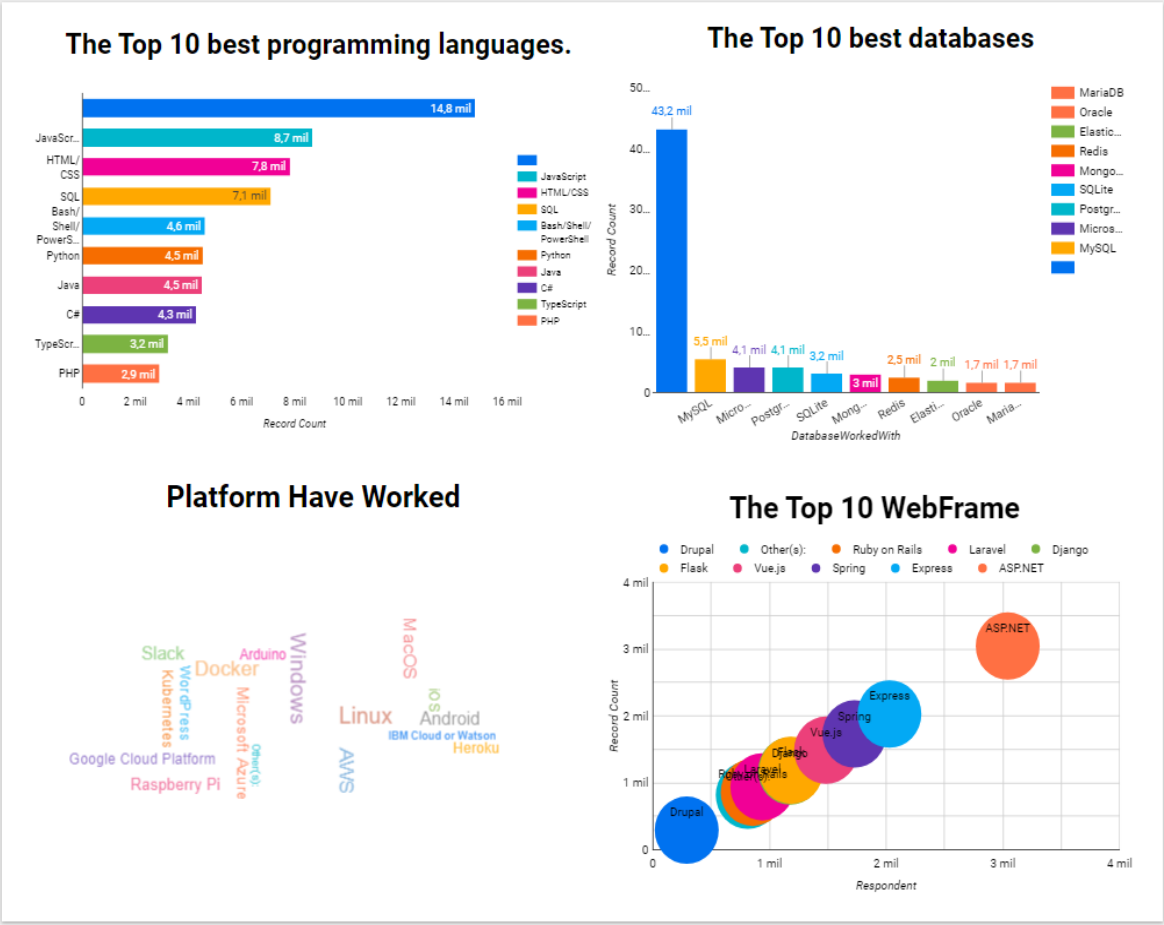 The Top 10 best programming languages.
14,8 mil
JavaScr...
8,7 mil
HTML/
CSS
7,8 mil
SQL
7,1 mil
Bash/
Shell/
PowerS...
4,6 mil
Python
4,5 mil
Java
4,5 mil
C#
4,3 mil
TypeScr...
3,2 mil
PHP
2,9 mil
0 2 mil 4 mil 6 mil 8 mil 10 mil 12 mil 14 mil 16 mil
Record Count
JavaScript
HTML/CSS
SQL
Bash/Shell/
PowerShell
Python
Java
C#
TypeScript
PHP
The Top 10 best databases
50...
40...
30...
20...
10...
0
Record Count
43,2 mil
5,5 mil
4,1 mil
4,1 mil
3,2 mil
3 mil
2,5 mil
2 mil
1,7 mil
1,7 mil
MySQL
Micro...
Postgr...
SQLite
Mong...
Redis
Elasti...
Oracle
Maria...
DatabaseWorkedWith
MariaDB
Oracle
Elastic...
Redis
Mongo...
SQLite
Postgr...
Micros...
MySQL
Platform Have Worked
Slack
Docker
Arduino
Windows
Kubernetes
WordPress
Microsoft Azure
Other(s):
Google Cloud Platform
Raspberry Pi
MacOS
iOS
Linux
Android
IBM Cloud or Watson
Heroku
AWS
The Top 10 WebFrame
Drupal Other(s): Ruby on Rails Laravel Django
Flask Vue.js Spring Express ASP.NET
4 mil
3 mil
2 mil
1 mil
0
Record Count
ASP.NET
Express
Spring
Vue.js
Flask
Django
Laravel
Ruby on Rails
Other(s):
Drupal
0 1 mil 2 mil 3 mil 4 mil
Respondent